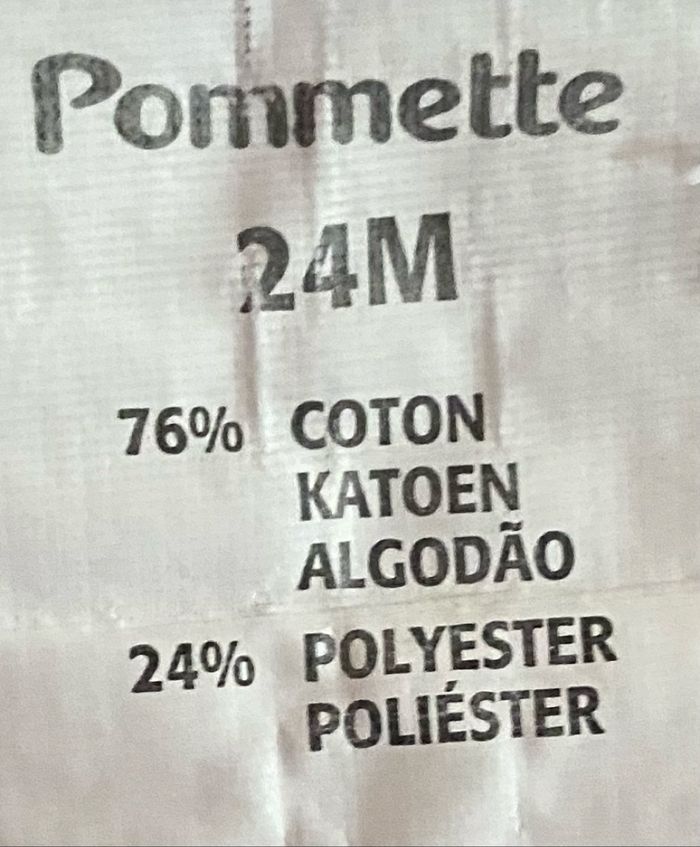 Pommette
24M
76% COTON
KATOEN
ALGODÃO
24% POLYESTER
POLIÉSTER